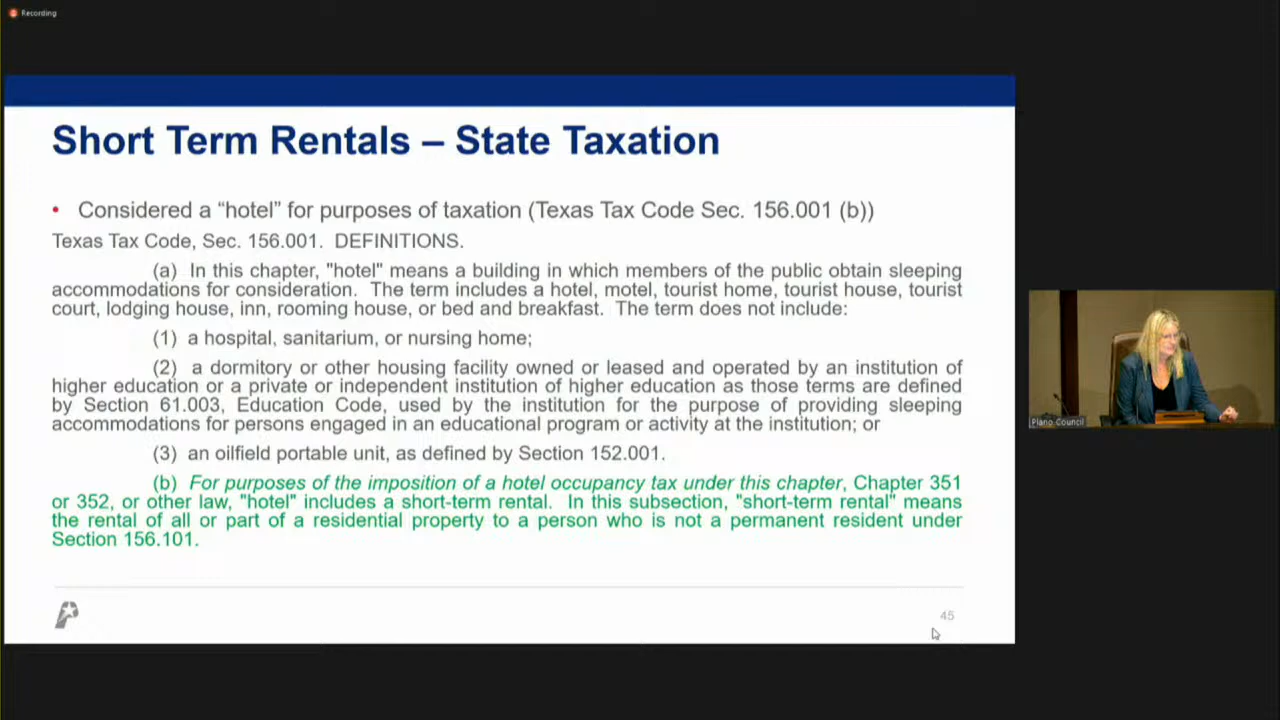 Recording
Short Term Rentals – State Taxation
• Considered a “hotel” for purposes of taxation (Texas Tax Code Sec. 156.001 (b))
Texas Tax Code, Sec. 156.001. DEFINITIONS.
(a) In this chapter, "hotel" means a building in which members of the public obtain sleeping
accommodations for consideration. The term includes a hotel, motel, tourist home, tourist house, tourist
court, lodging house, inn, rooming house, or bed and breakfast. The term does not include:
(1) a hospital, sanitarium, or nursing home;
(2) a dormitory or other housing facility owned or leased and operated by an institution of
higher education or a private or independent institution of higher education as those terms are defined
by Section 61.003, Education Code, used by the institution for the purpose of providing sleeping
accommodations for persons engaged in an educational program or activity at the institution; or
(3) an oilfield portable unit, as defined by Section 152.001.
(b) For purposes of the imposition of a hotel occupancy tax under this chapter, Chapter 351
or 352, or other law, "hotel" includes a short-term rental. In this subsection, "short-term rental" means
the rental of all or part of a residential property to a person who is not a permanent resident under
Section 156.101.
45
Plano Council